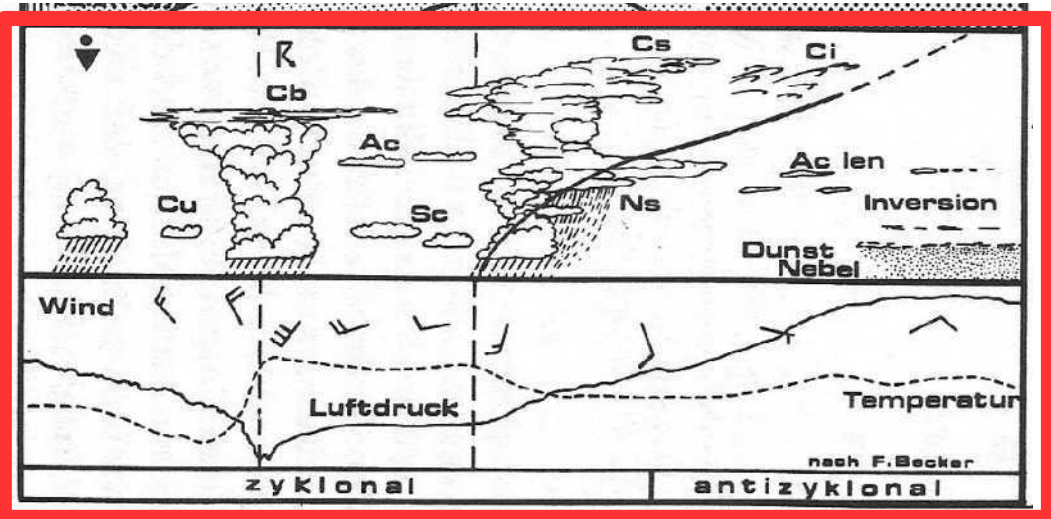 Cs
Ci
Cb
Ac
Ac len
Cu
Sc
Ns
Inversion
Dunst
Nebel
Wind
Luftdruck
Temperatur
nach F. Becker
zyklonal
antizyklonal